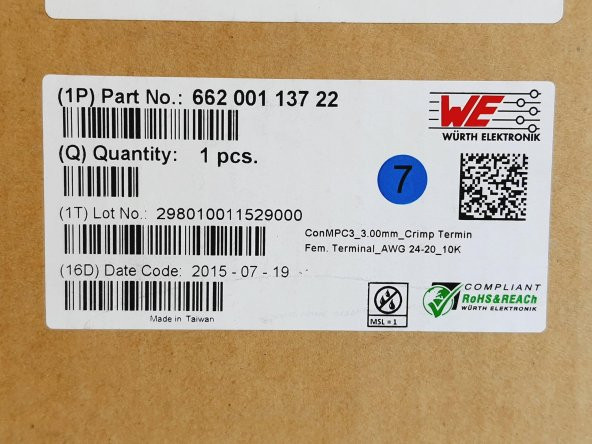 (1P) Part No.: 662 001 137 22
WE
WÜRTH ELEKTRONIK
(Q) Quantity: 1 pcs.
7
(1T) Lot No.: 298010011529000
ConMPC3_3.00mm_Crimp Termin
Fem. Terminal_AWG 24-20_10K
(16D) Date Code: 2015 - 07 - 19
COMPLIANT
RoHS&REACh
WÜRTH ELEKTRONIK
MSL = 1
Made in Taiwan